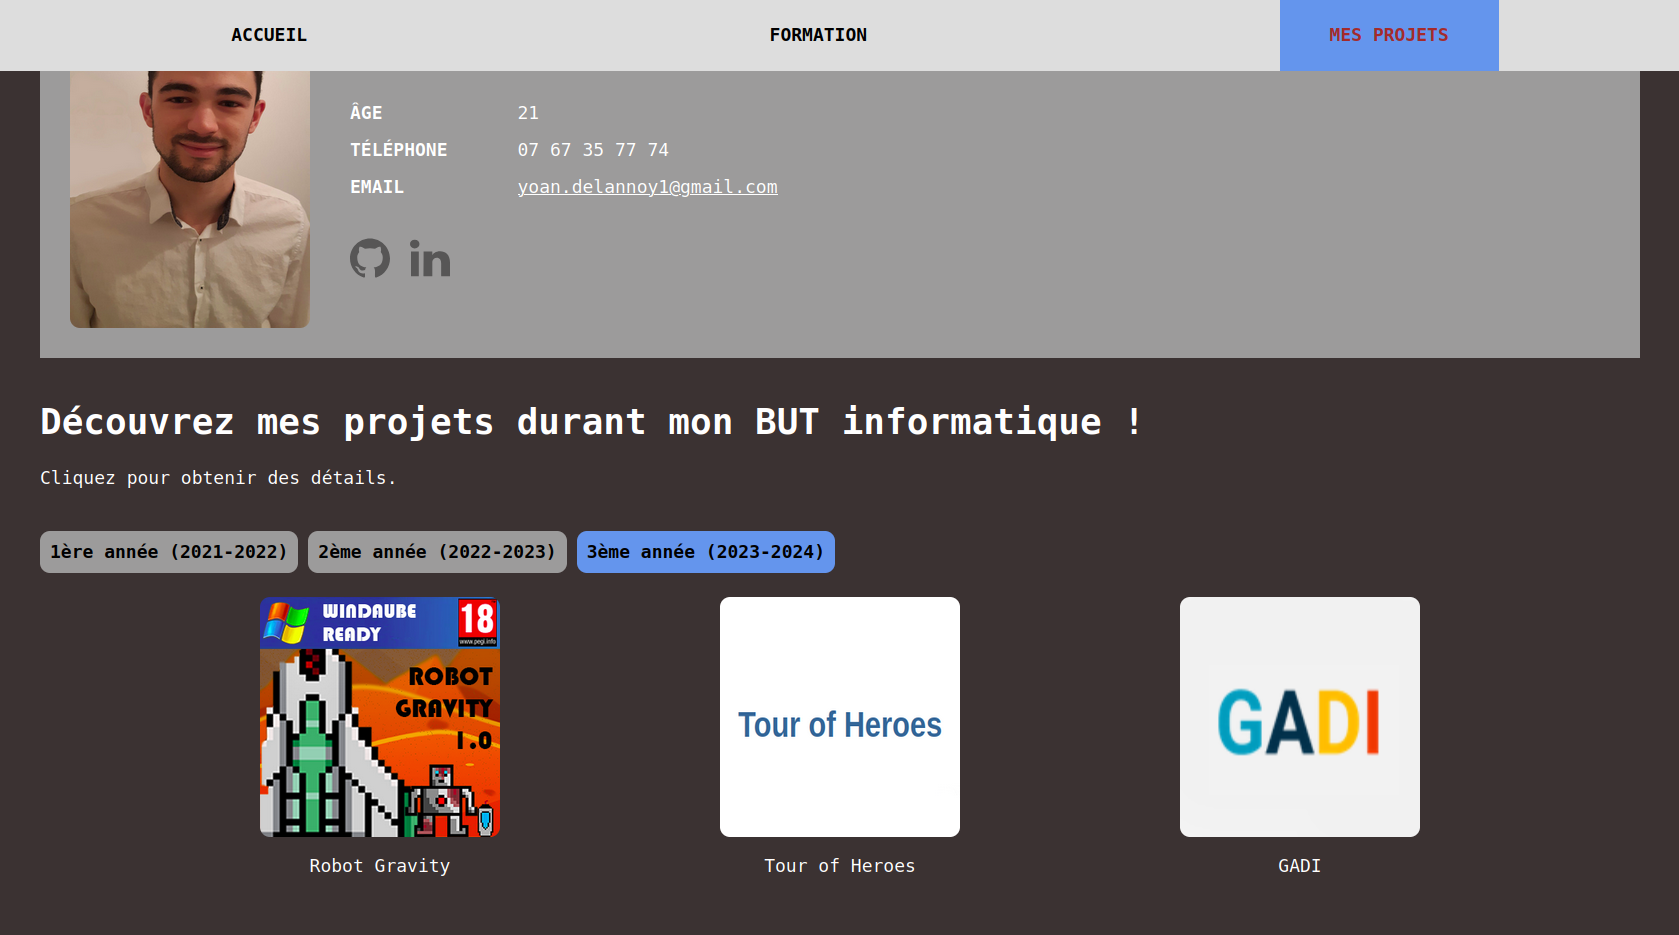 ACCUEIL FORMATION MES PROJETS
ÂGE 21
TÉLÉPHONE 07 67 35 77 74
EMAIL yoan.delannoy1@gmail.com
in
Découvrez mes projets durant mon BUT informatique !
Cliquez pour obtenir des détails.
1ère année (2021-2022) 2ème année (2022-2023) 3ème année (2023-2024)
WINDAUBE
READY
18
www.pegi.info
ROBOT
GRAVITY
1.0
Tour of Heroes
GADI
Robot Gravity Tour of Heroes GADI